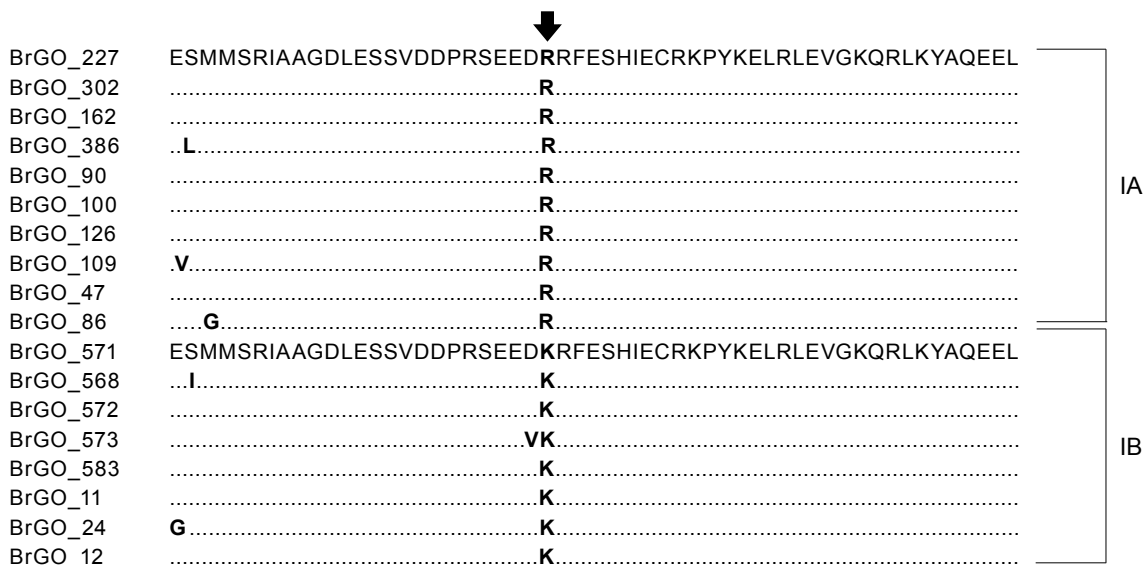 BrGO_227 ESMMSRIAAGDLESSVDDPRSEEDRRFESHIECRKPYKELRLEVGKQRLKYAQEEL
BrGO_302 ..........................................................R........................................................................
BrGO_162 ..........................................................R........................................................................
BrGO_386 ..L.......................................................R........................................................................
BrGO_90 ..........................................................R........................................................................
BrGO_100 ..........................................................R........................................................................
BrGO_126 ..........................................................R........................................................................
BrGO_109 .V........................................................R........................................................................
BrGO_47 ..........................................................R........................................................................
BrGO_86 .....G....................................................R........................................................................
IA
BrGO_571 ESMMSRIAAGDLESSVDDPRSEEDKRFESHIECRKPYKELRLEVGKQRLKYAQEEL
BrGO_568 ...I......................................................K........................................................................
BrGO_572 ..........................................................K........................................................................
BrGO_573 ........................................................VK........................................................................
BrGO_583 ..........................................................K........................................................................
BrGO_11 ..........................................................K........................................................................
BrGO_24 G.........................................................K........................................................................
BrGO_12 ..........................................................K........................................................................
IB